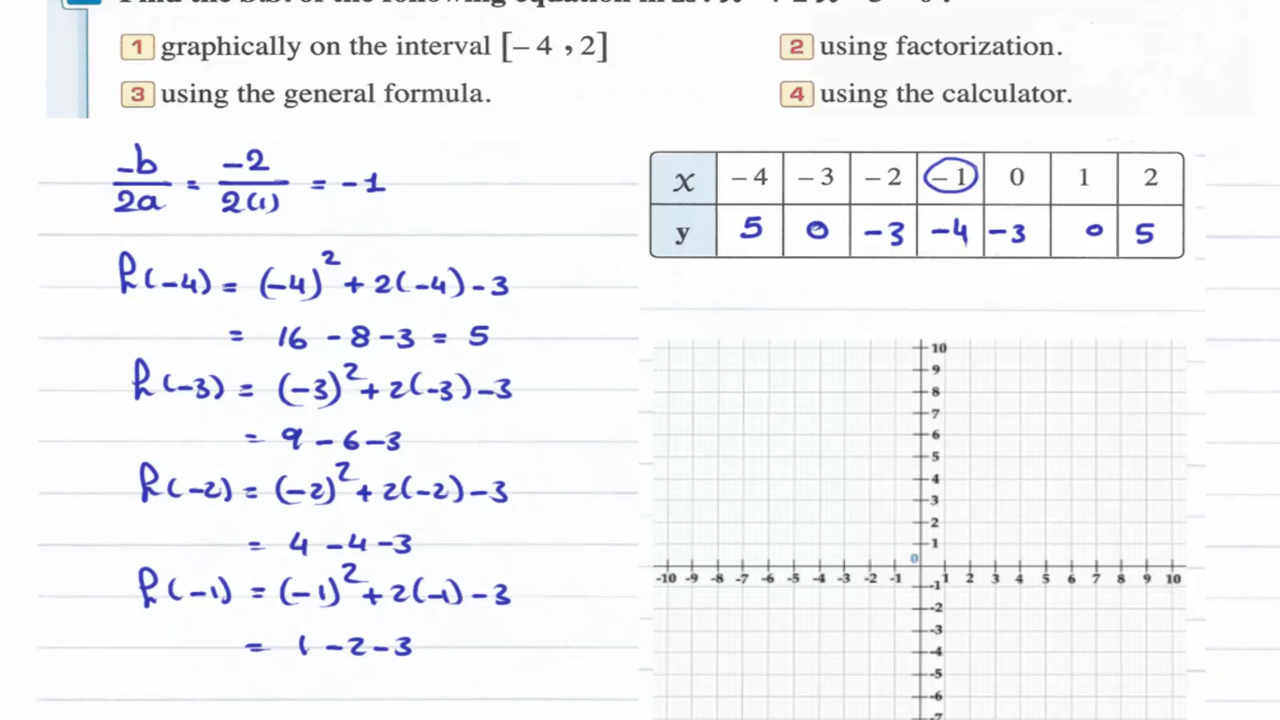 1 graphically on the interval [– 4 , 2]
2 using factorization.
3 using the general formula.
4 using the calculator.
-b/2a = -2/2(1) = -1
x – 4 – 3 – 2 – 1 0 1 2
y 5 0 -3 -4 -3 0 5
R(-4) = (-4)² + 2(-4) - 3
= 16 - 8 - 3 = 5
R(-3) = (-3)² + 2(-3) - 3
= 9 - 6 - 3
R(-2) = (-2)² + 2(-2) - 3
= 4 - 4 - 3
R(-1) = (-1)² + 2(-1) - 3
= 1 - 2 - 3
10
9
8
7
6
5
4
3
2
1
0
-10 -9 -8 -7 -6 -5 -4 -3 -2 -1 1 2 3 4 5 6 7 8 9 10
-1
-2
-3
-4
-5
-6
-7